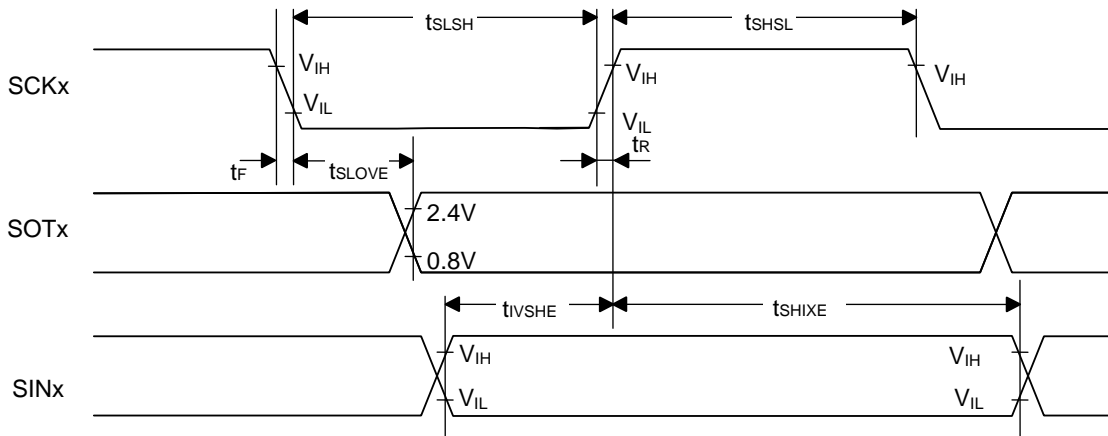 tSLSH tSHSL
SCKx VIH VIH VIH
VIL VIL
tF tSLOVE tR
SOTx 2.4V
0.8V
tIVSHE tSHIXE
VIH VIH
SINx VIL VIL